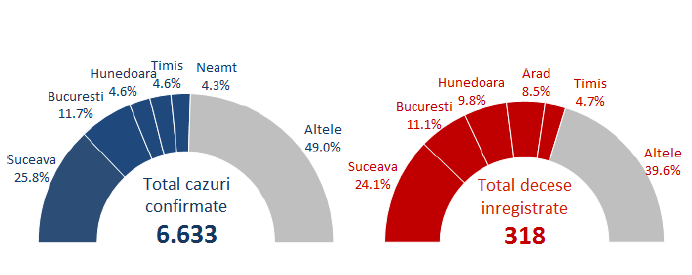 Suceava
25.8%
Bucuresti
11.7%
Hunedoara
4.6%
Timis
4.6%
Neamt
4.3%
Altele
49.0%
Total cazuri
confirmate
6.633
Suceava
24.1%
Bucuresti
11.1%
Hunedoara
9.8%
Arad
8.5%
Timis
4.7%
Altele
39.6%
Total decese
inregistrate
318